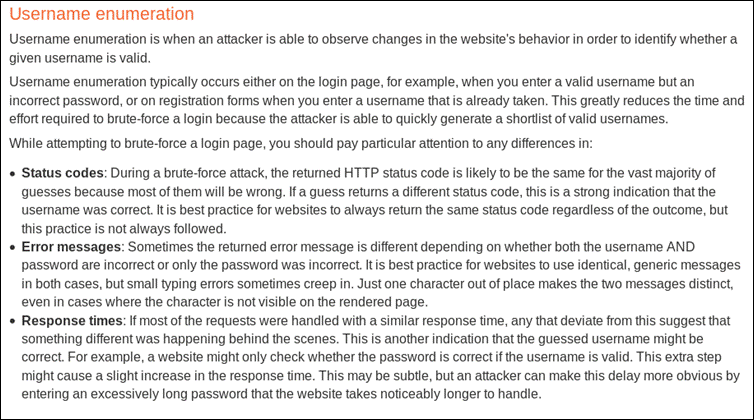 Username enumeration
Username enumeration is when an attacker is able to observe changes in the website's behavior in order to identify whether a
given username is valid.
Username enumeration typically occurs either on the login page, for example, when you enter a valid username but an
incorrect password, or on registration forms when you enter a username that is already taken. This greatly reduces the time and
effort required to brute-force a login because the attacker is able to quickly generate a shortlist of valid usernames.
While attempting to brute-force a login page, you should pay particular attention to any differences in:
• Status codes: During a brute-force attack, the returned HTTP status code is likely to be the same for the vast majority of
guesses because most of them will be wrong. If a guess returns a different status code, this is a strong indication that the
username was correct. It is best practice for websites to always return the same status code regardless of the outcome, but
this practice is not always followed.
• Error messages: Sometimes the returned error message is different depending on whether both the username AND
password are incorrect or only the password was incorrect. It is best practice for websites to use identical, generic messages
in both cases, but small typing errors sometimes creep in. Just one character out of place makes the two messages distinct,
even in cases where the character is not visible on the rendered page.
• Response times: If most of the requests were handled with a similar response time, any that deviate from this suggest that
something different was happening behind the scenes. This is another indication that the guessed username might be
correct. For example, a website might only check whether the password is correct if the username is valid. This extra step
might cause a slight increase in the response time. This may be subtle, but an attacker can make this delay more obvious by
entering an excessively long password that the website takes noticeably longer to handle.